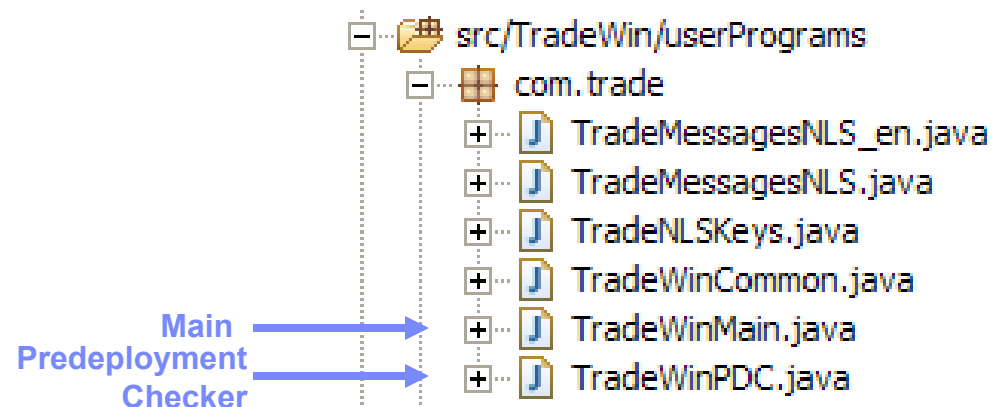 src/TradeWin/userPrograms
com.trade
TradeMessagesNLS_en.java
TradeMessagesNLS.java
TradeNLSKeys.java
TradeWinCommon.java
Main
TradeWinMain.java
Predeployment
Checker
TradeWinPDC.java